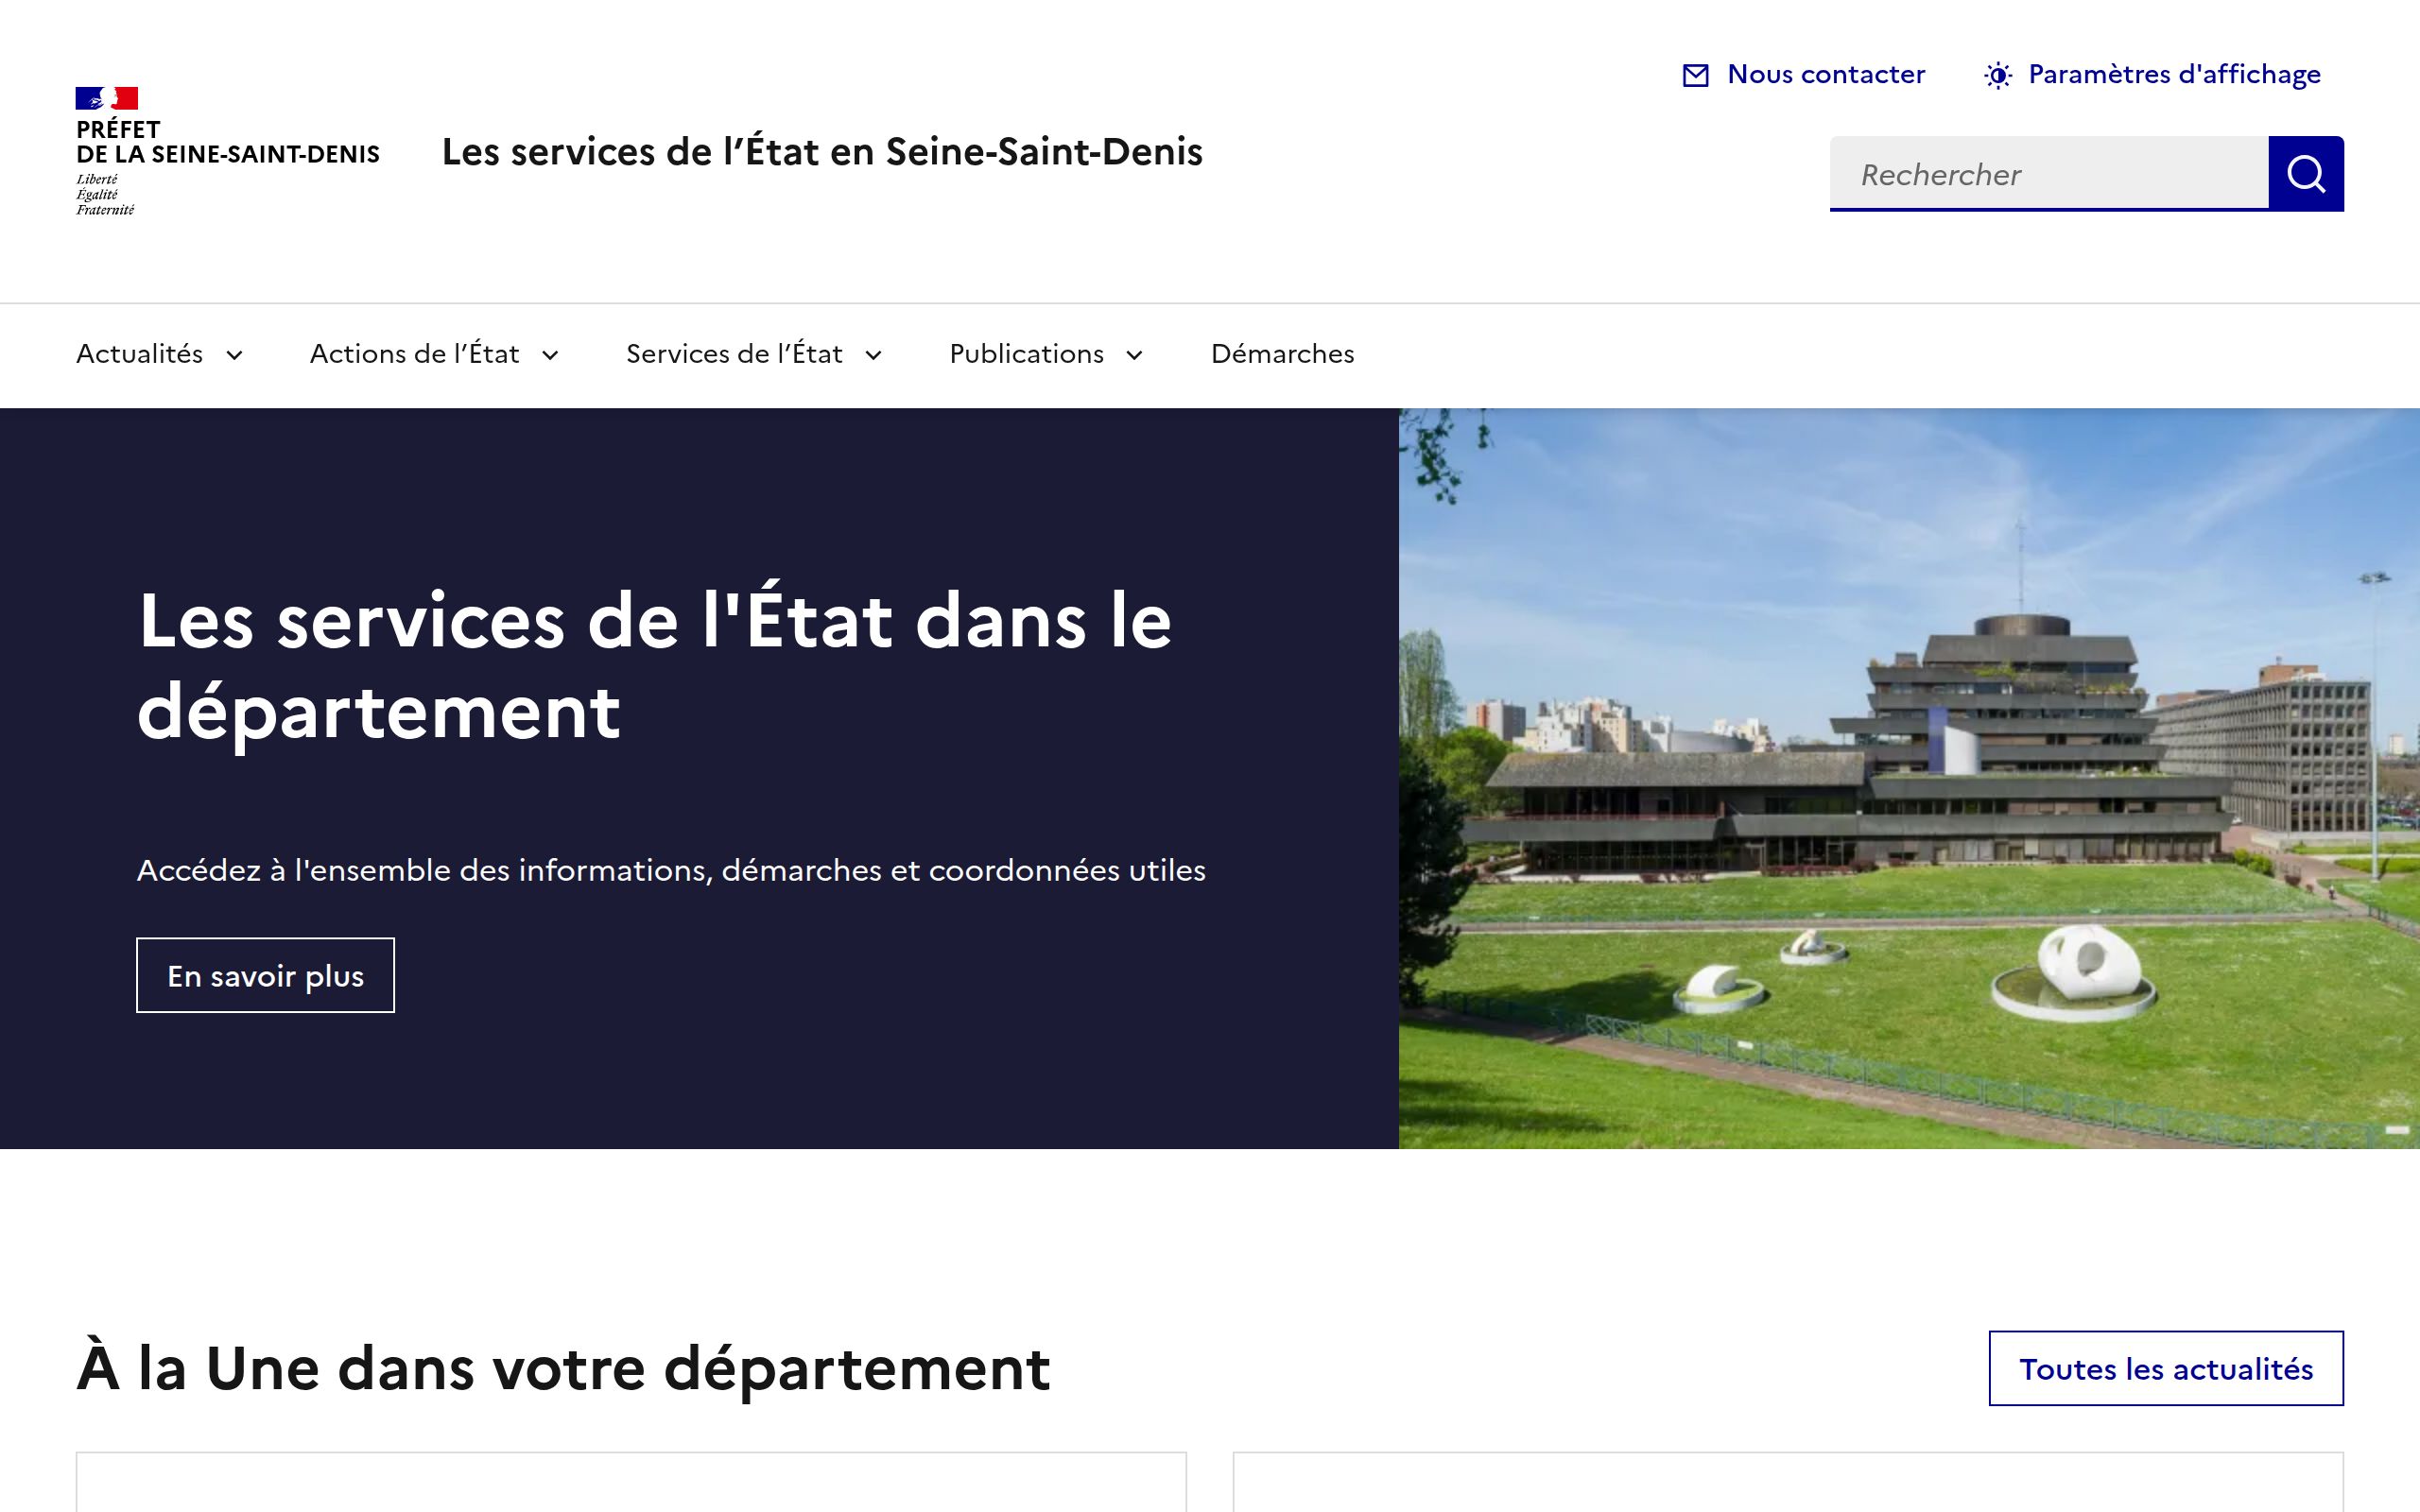 Nous contacter
Paramètres d'affichage
PRÉFET
DE LA SEINE-SAINT-DENIS
Liberté
Égalité
Fraternité
Les services de l’État en Seine-Saint-Denis
Rechercher
Actualités
Actions de l’État
Services de l’État
Publications
Démarches
Les services de l'État dans le
département
Accédez à l'ensemble des informations, démarches et coordonnées utiles
En savoir plus
À la Une dans votre département
Toutes les actualités